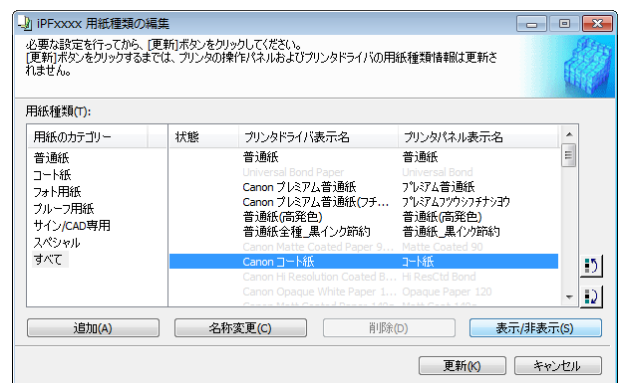 iPFxxxx 用紙種類の編集
必要な設定を行ってから、[更新]ボタンをクリックしてください。
[更新]ボタンをクリックするまでは、プリンタの操作パネルおよびプリンタドライバの用紙種類情報は更新さ
れません。
用紙種類(T):
用紙のカテゴリー 状態 プリンタドライバ表示名 プリンタパネル表示名
普通紙 普通紙 普通紙
コート紙 Universal Bond Paper Universal Bond
フォト用紙 Canon プレミアム普通紙 プレミアム普通紙
プルーフ用紙 Canon プレミアム普通紙(フチ... プレミアムフツウシフチナシヨウ
サイン/CAD専用 普通紙(高発色) 普通紙(高発色)
スペシャル 普通紙全種_黒インク節約 普通紙_黒インク節約
すべて Canon Matte Coated Paper 9... Matte Coated 90
Canon コート紙 コート紙
Canon Hi Resolution Coated B... Hi ResCtd Bond
Canon Opaque White Paper 1... Opaque Paper 120
追加(A) 名称変更(C) 削除(D) 表示/非表示(S)
更新(K) キャンセル